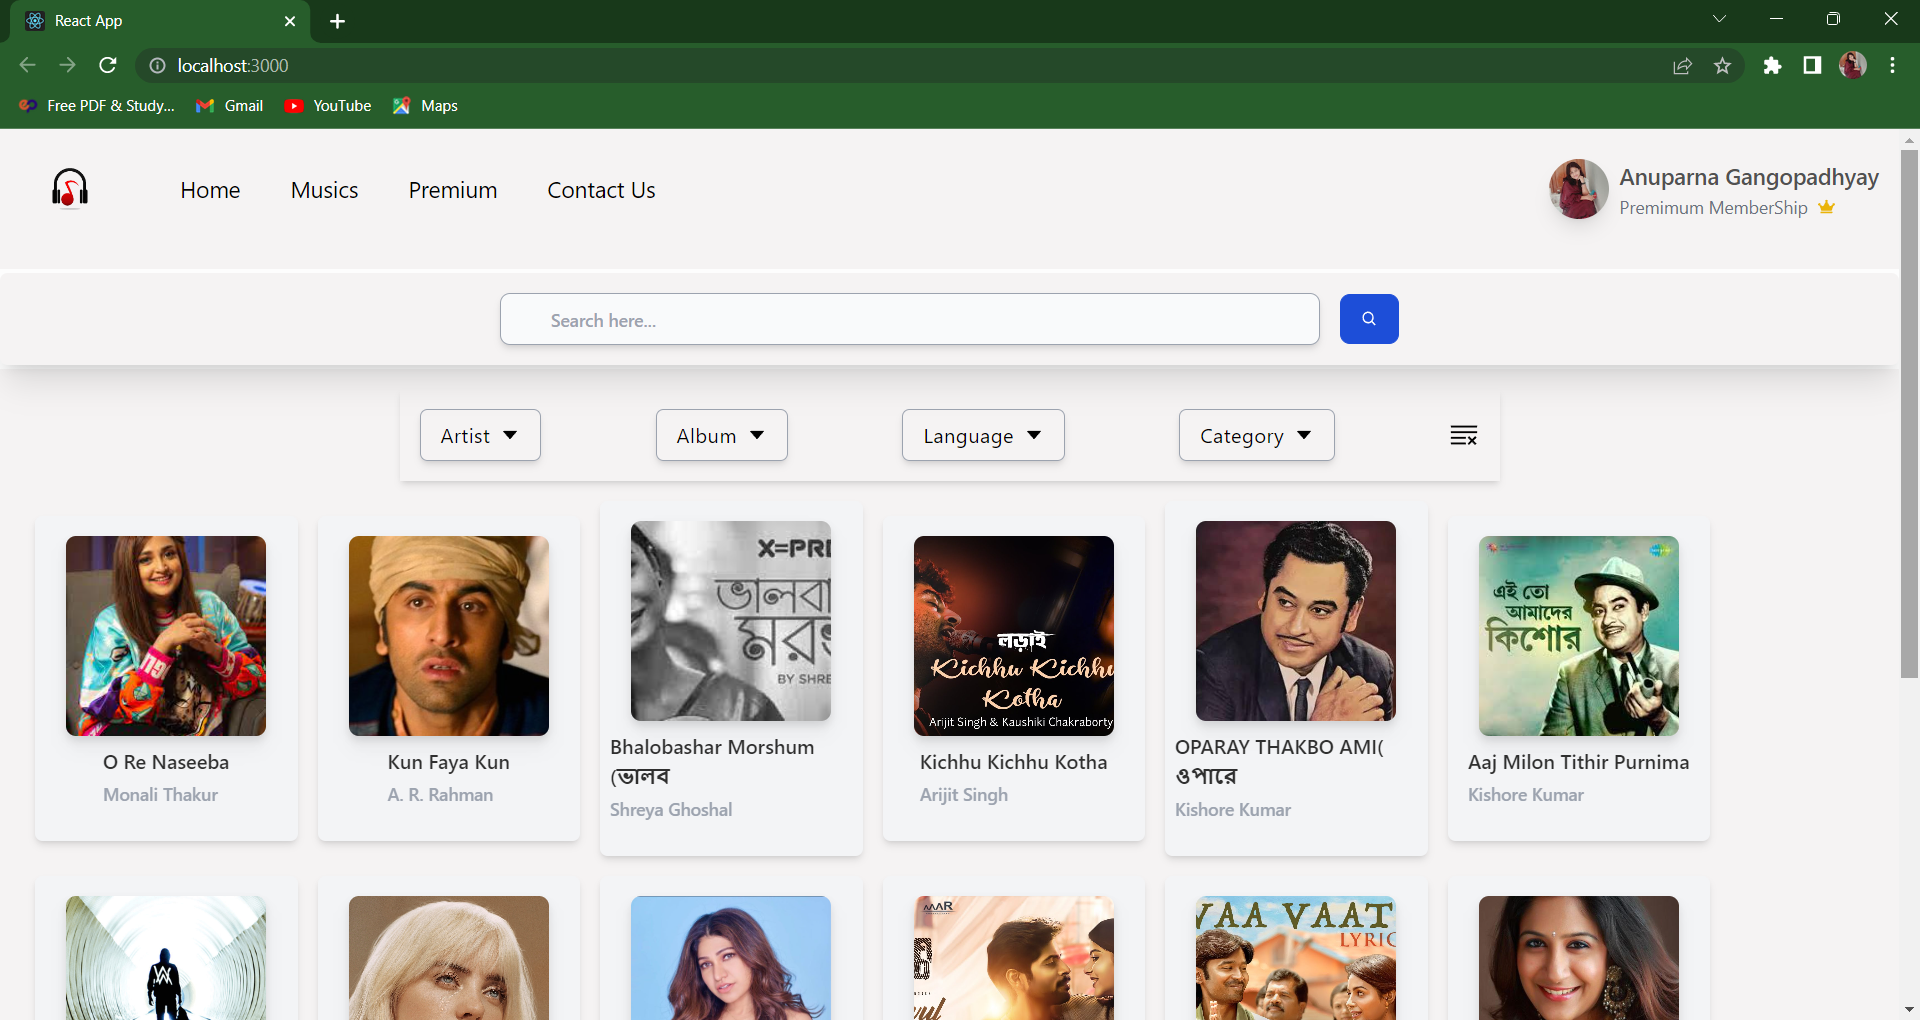 React App
localhost:3000
Free PDF & Study...
Gmail
YouTube
Maps
Home
Musics
Premium
Contact Us
Anuparna Gangopadhyay
Premimum MemberShip
Search here...
Artist
Album
Language
Category
X=PRE
ভালবা
মরশ
BY SHRE
লড়াই
Kichhu Kichhu
Kotha
Arijit Singh & Kaushiki Chakraborty
এই তো
আমাদের
কিশোর
O Re Naseeba
Monali Thakur
Kun Faya Kun
A. R. Rahman
Bhalobashar Morshum
(ভালব
Shreya Ghoshal
Kichhu Kichhu Kotha
Arijit Singh
OPARAY THAKBO AMI(
ওপারে
Kishore Kumar
Aaj Milon Tithir Purnima
Kishore Kumar
VAA VAAT
LYRIC